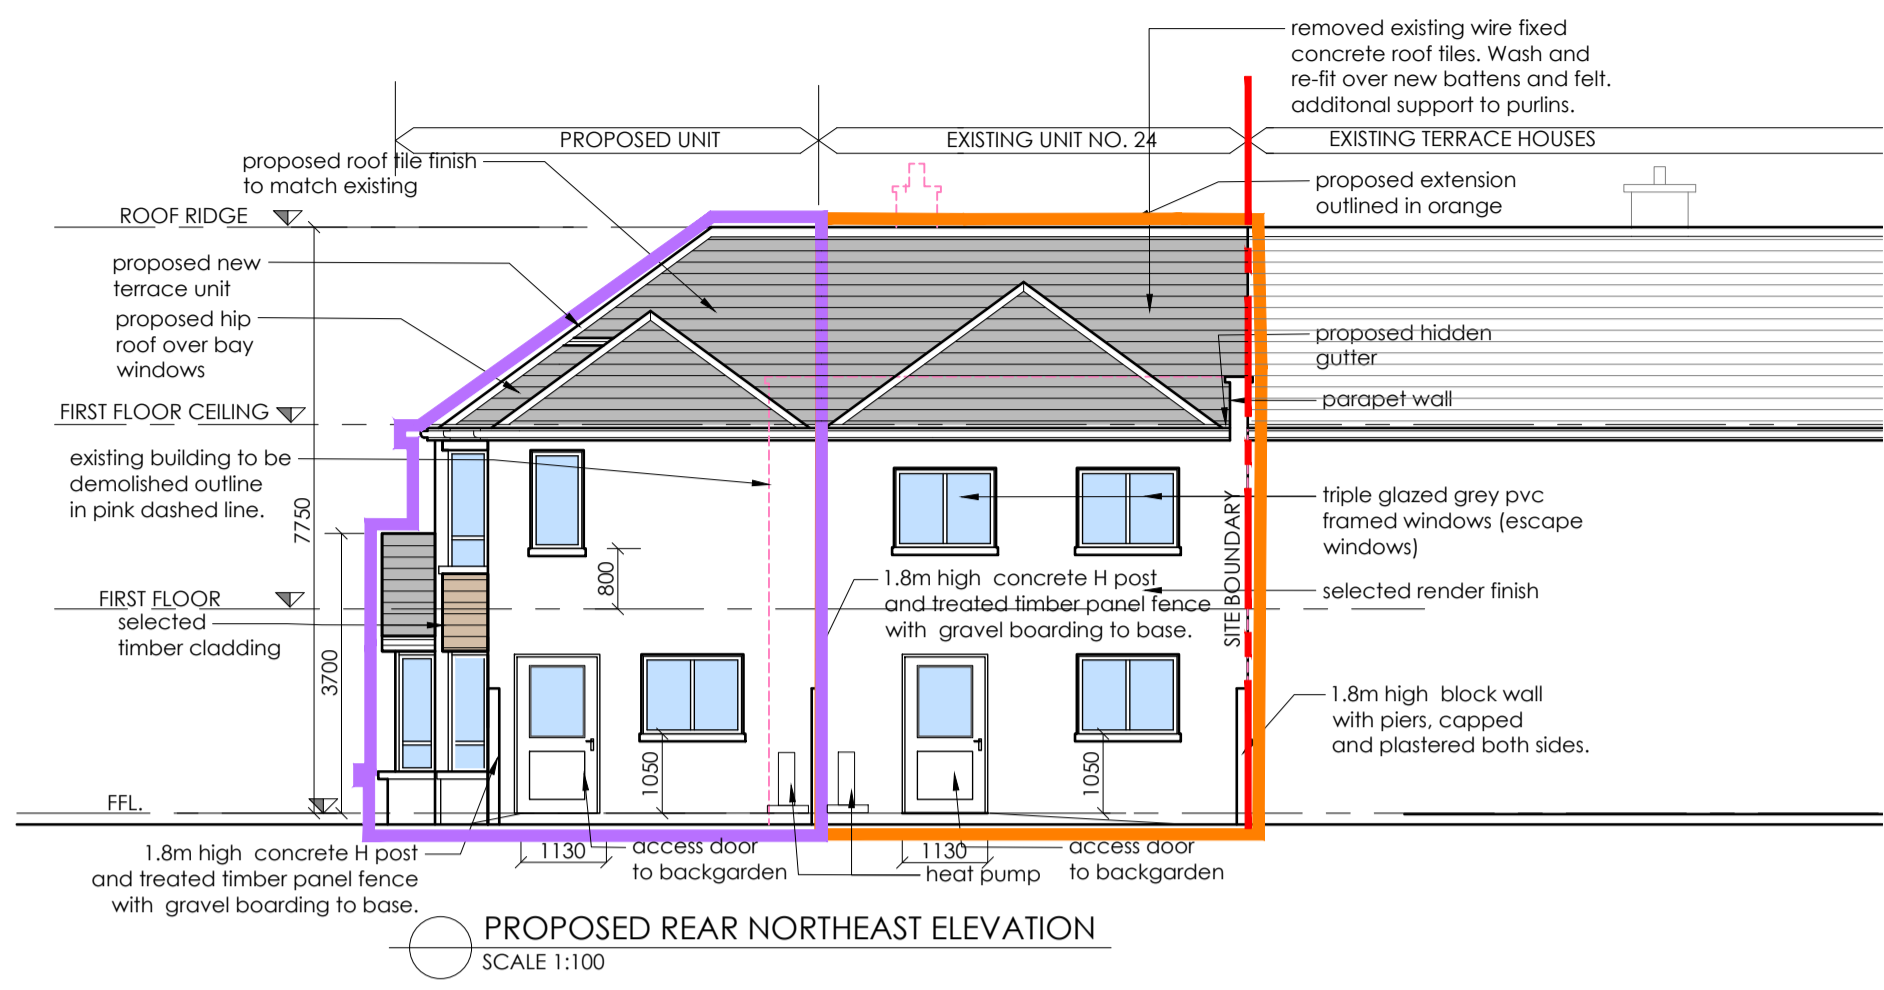 removed existing wire fixed
concrete roof tiles. Wash and
re-fit over new battens and felt.
additonal support to purlins.
PROPOSED UNIT
EXISTING UNIT NO. 24
EXISTING TERRACE HOUSES
proposed roof tile finish
to match existing
proposed extension
outlined in orange
ROOF RIDGE
proposed new
terrace unit
proposed hip
roof over bay
windows
proposed hidden
gutter
parapet wall
FIRST FLOOR CEILING
existing building to be
demolished outline
in pink dashed line.
7750
triple glazed grey pvc
framed windows (escape
windows)
SITE BOUNDARY
800
1.8m high concrete H post
and treated timber panel fence
with gravel boarding to base.
selected render finish
FIRST FLOOR
selected
timber cladding
3700
1.8m high block wall
with piers, capped
and plastered both sides.
1050
1050
FFL.
1.8m high concrete H post
and treated timber panel fence
with gravel boarding to base.
1130
access door
to backgarden
1130
heat pump
access door
to backgarden
PROPOSED REAR NORTHEAST ELEVATION
SCALE 1:100